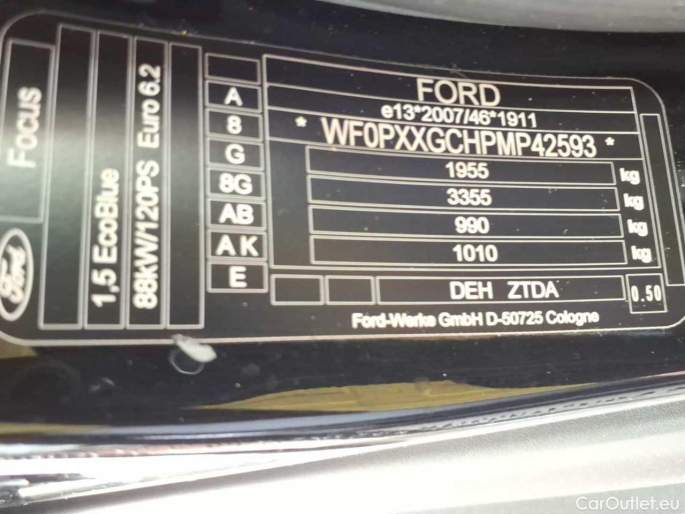 FORD
e13*2007/46*1911
* WF0PXXGCHPMP42593 *
1955 kg
3355 kg
990 kg
1010 kg
DEH ZTDA
0.50
Ford-Werke GmbH D-50725 Cologne
A
8
G
8G
AB
AK
E
Focus
Ford
1,5 EcoBlue
88kW/120PS Euro 6.2
CarOutlet.eu